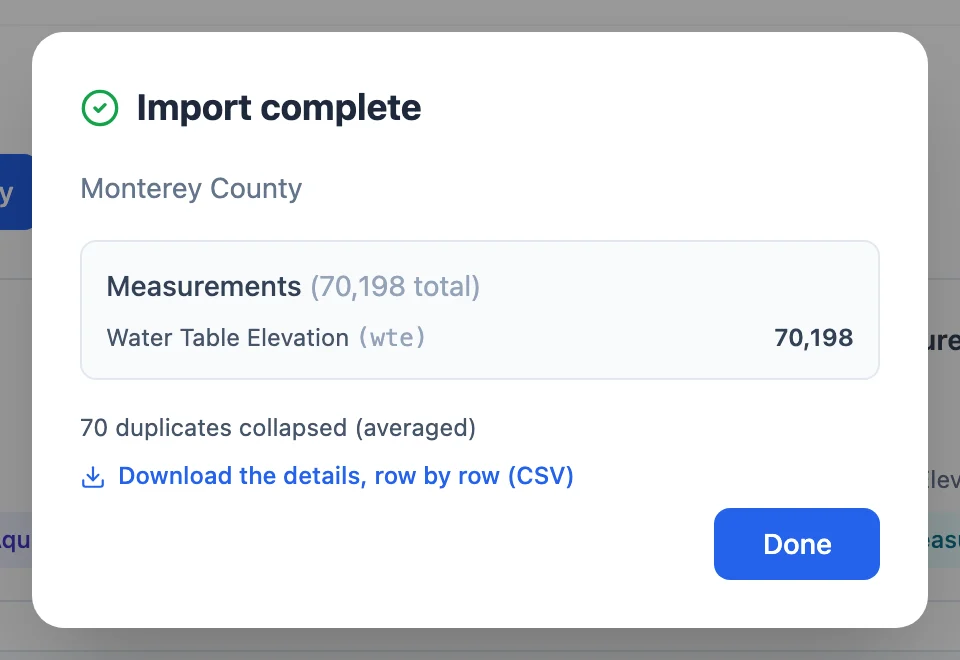 Import complete
Monterey County
Measurements (70,198 total)
Water Table Elevation (wte) 70,198
70 duplicates collapsed (averaged)
Download the details, row by row (CSV)
Done